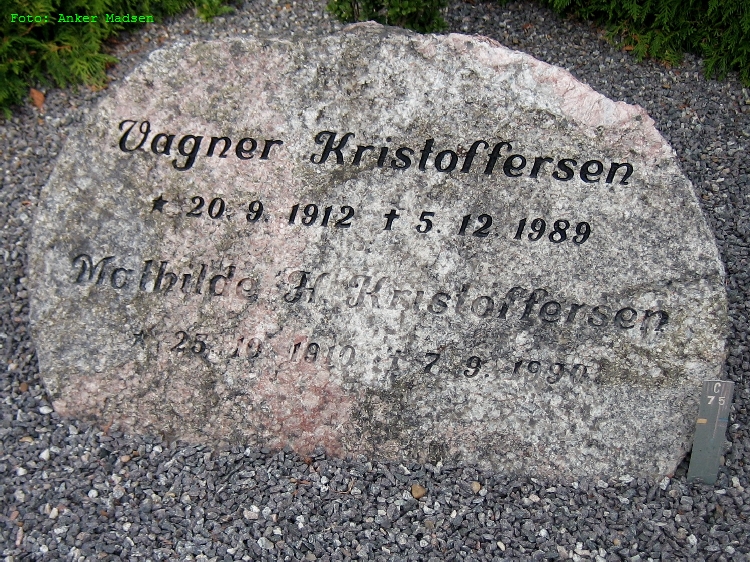 Foto: Anker Madsen
Vagner Kristoffersen
★ 20. 9. 1912 † 5. 12. 1989
Mathilde H. Kristoffersen
★ 25. 10. 1910 † 7. 9.
C
75